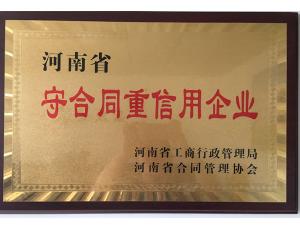 河南省
守合同重信用企业
河南省工商行政管理局
河南省合同管理协会